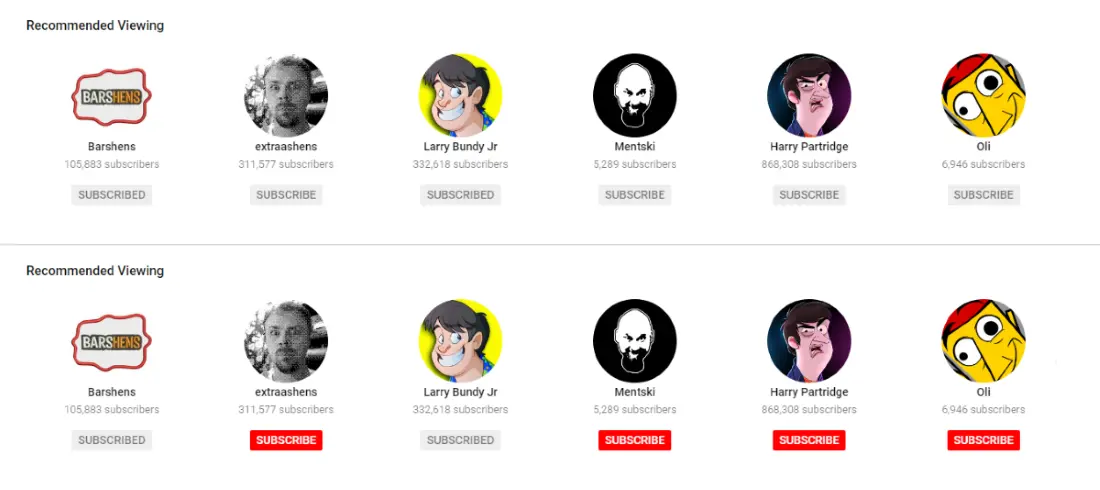 Recommended Viewing
BARSHENS
Barshens extraashens Larry Bundy Jr Mentski Harry Partridge Oli
105,883 subscribers 311,577 subscribers 332,618 subscribers 5,289 subscribers 868,308 subscribers 6,946 subscribers
SUBSCRIBED SUBSCRIBE SUBSCRIBED SUBSCRIBE SUBSCRIBE SUBSCRIBE
Recommended Viewing
BARSHENS
Barshens extraashens Larry Bundy Jr Mentski Harry Partridge Oli
105,883 subscribers 311,577 subscribers 332,618 subscribers 5,289 subscribers 868,308 subscribers 6,946 subscribers
SUBSCRIBED SUBSCRIBE SUBSCRIBED SUBSCRIBE SUBSCRIBE SUBSCRIBE